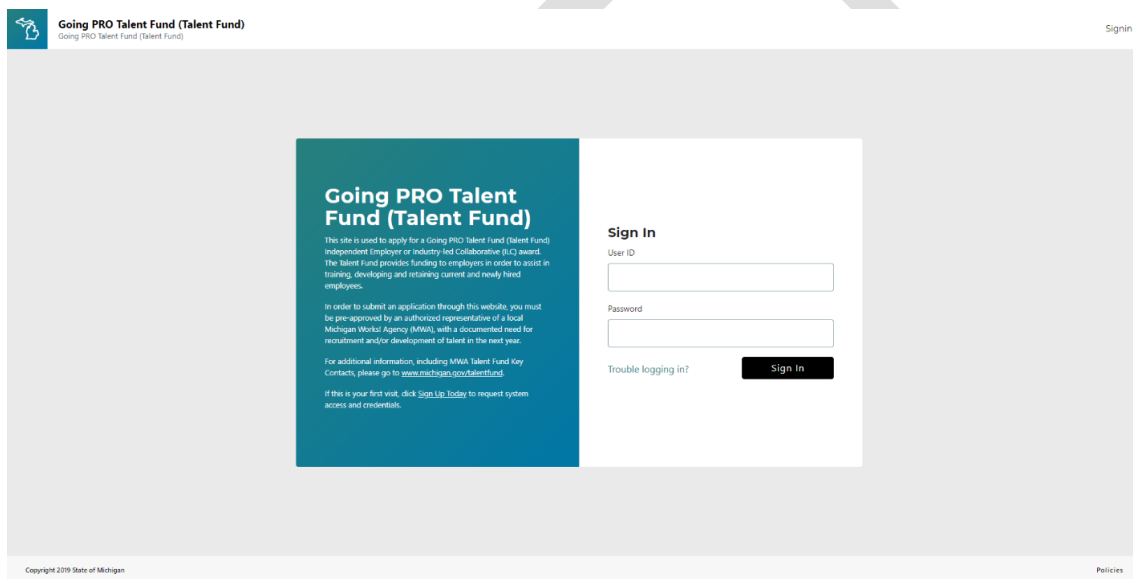 Going PRO Talent Fund (Talent Fund)
Going PRO Talent Fund (Talent Fund)
Signin
Going PRO Talent
Fund (Talent Fund)
This site is used to apply for a Going PRO Talent Fund (Talent Fund)
Independent Employer or Industry-Led Collaborative (ILC) award.
The Talent Fund provides funding to employers in order to assist in
training, developing and retaining current and newly hired
employees.
In order to submit an application through this website, you must
be pre-approved by an authorized representative of a local
Michigan Works! Agency (MWA), with a documented need for
recruitment and/or development of talent in the next year.
For additional information, including MWA Talent Fund Key
Contacts, please go to www.michigan.gov/talentfund.
If this is your first visit, click Sign Up Today to request system
access and credentials.
Sign In
User ID
Password
Trouble logging in?
Sign In
Copyright 2019 State of Michigan
Policies